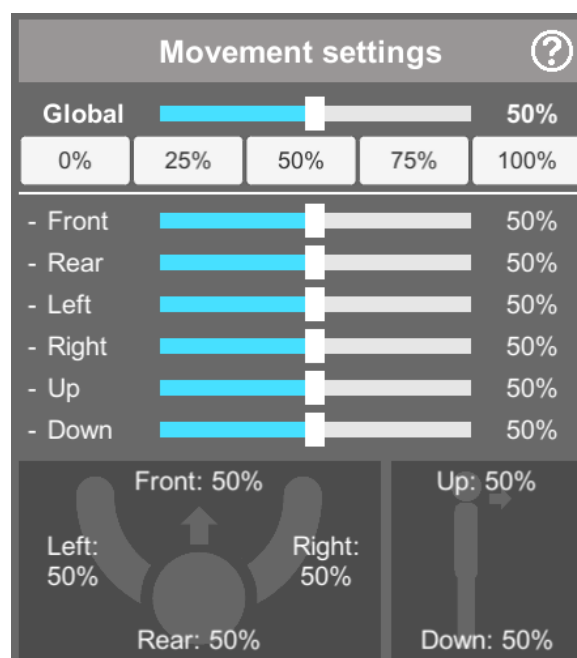 Movement settings ?
Global 50%
0% 25% 50% 75% 100%
- Front 50%
- Rear 50%
- Left 50%
- Right 50%
- Up 50%
- Down 50%
Front: 50%
Left:
50%
Right:
50%
Rear: 50%
Up: 50%
Down: 50%